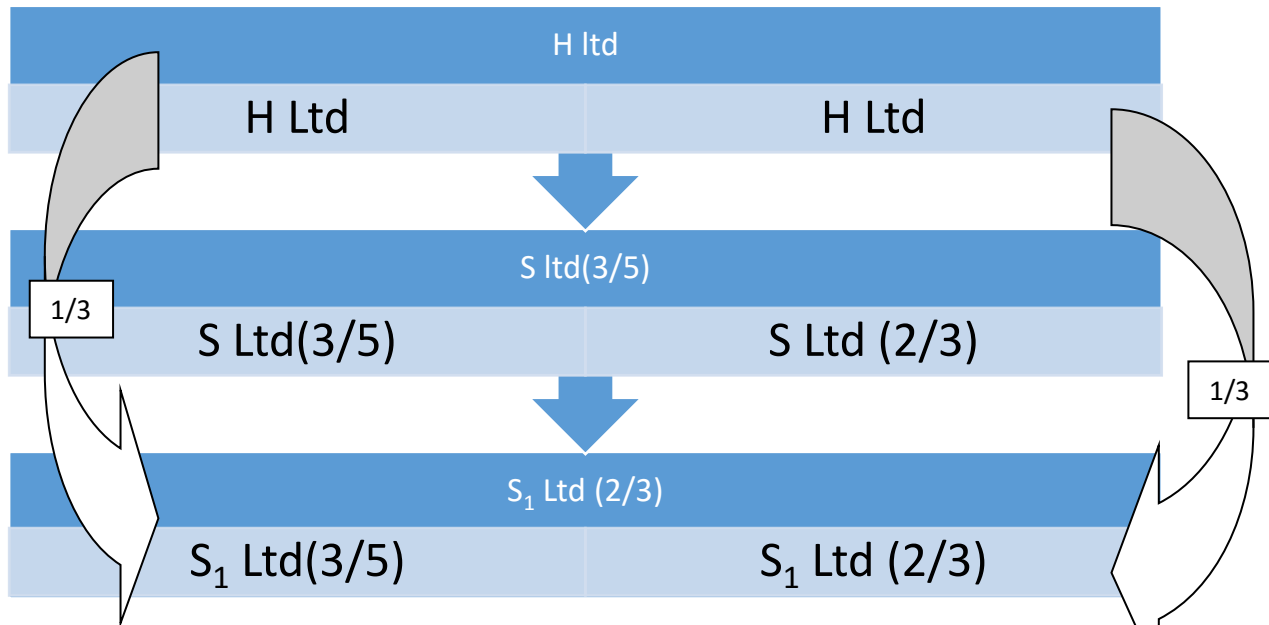 H ltd
H Ltd H Ltd
S ltd(3/5)
1/3
S Ltd(3/5) S Ltd (2/3)
1/3
S₁ Ltd (2/3)
S₁ Ltd(3/5) S₁ Ltd (2/3)